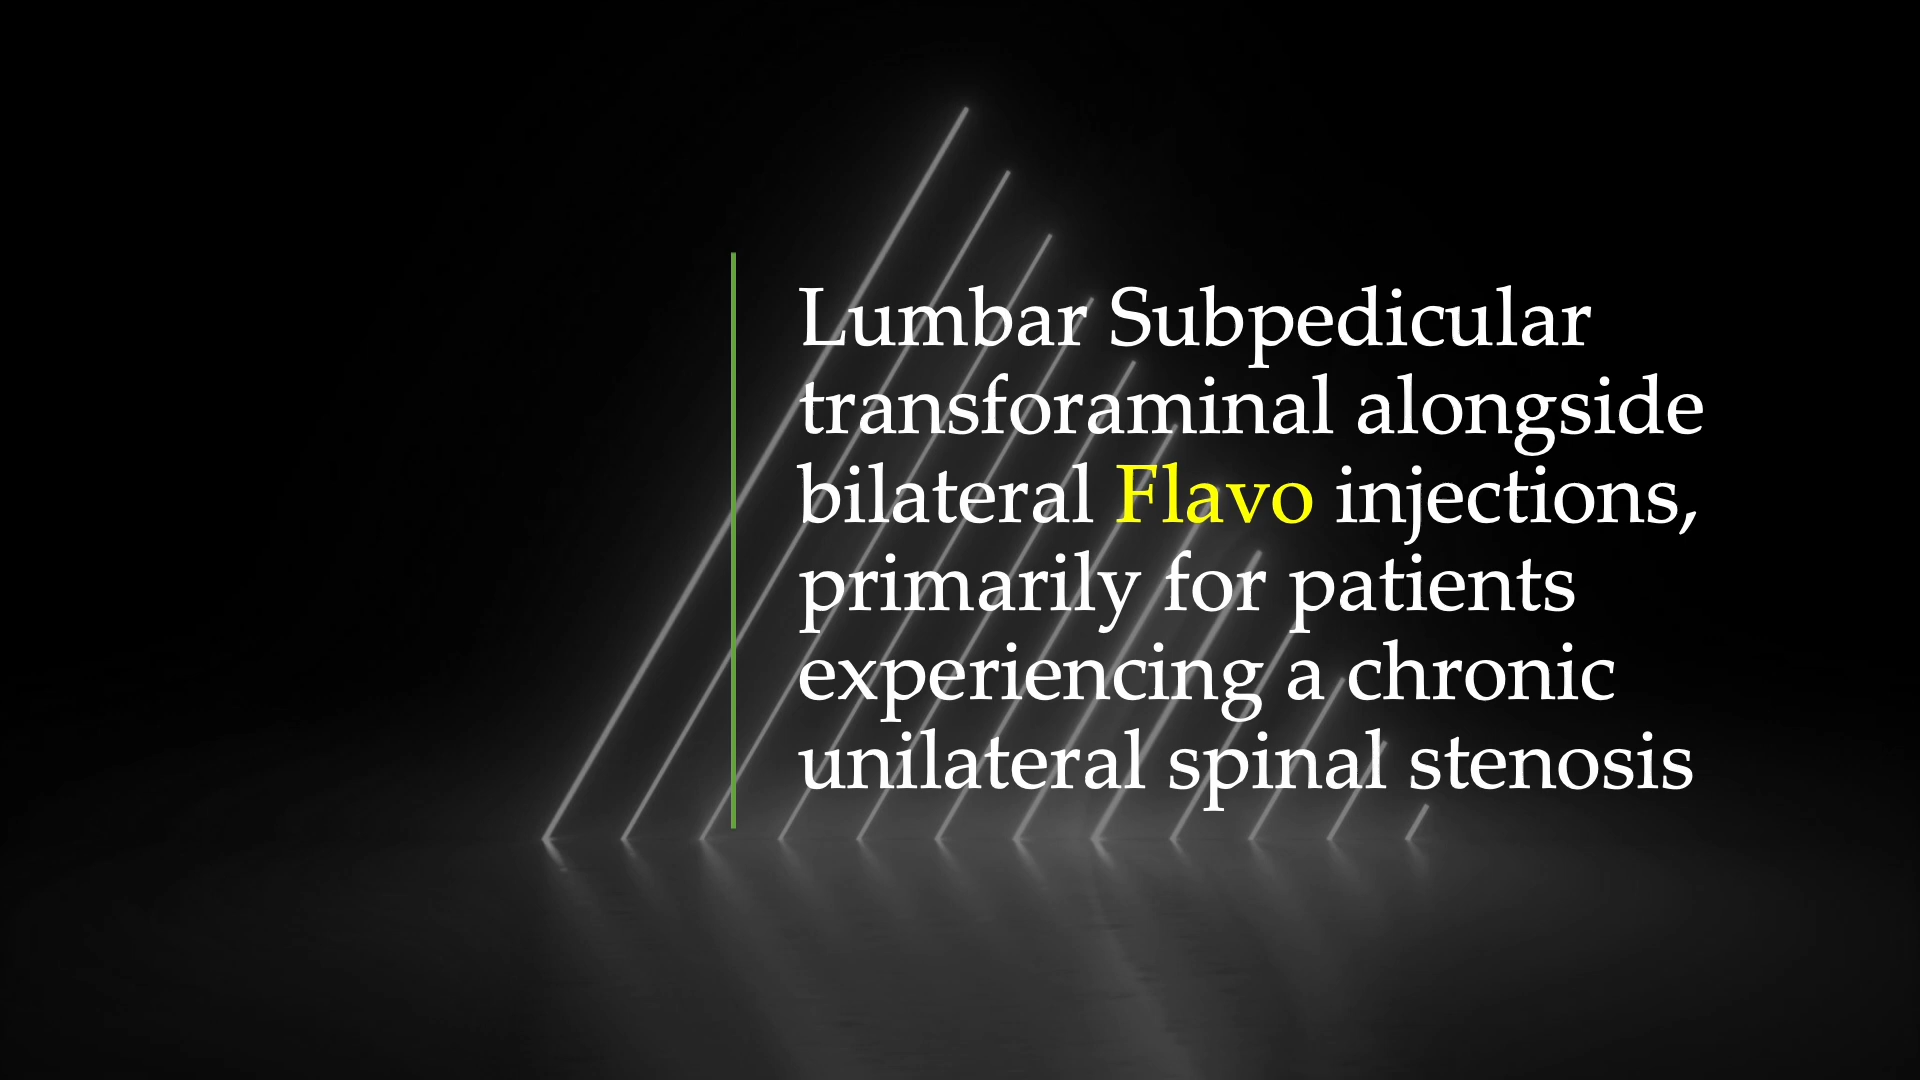 Lumbar Subpedicular
transforaminal alongside
bilateral Flavo injections,
primarily for patients
experiencing a chronic
unilateral spinal stenosis